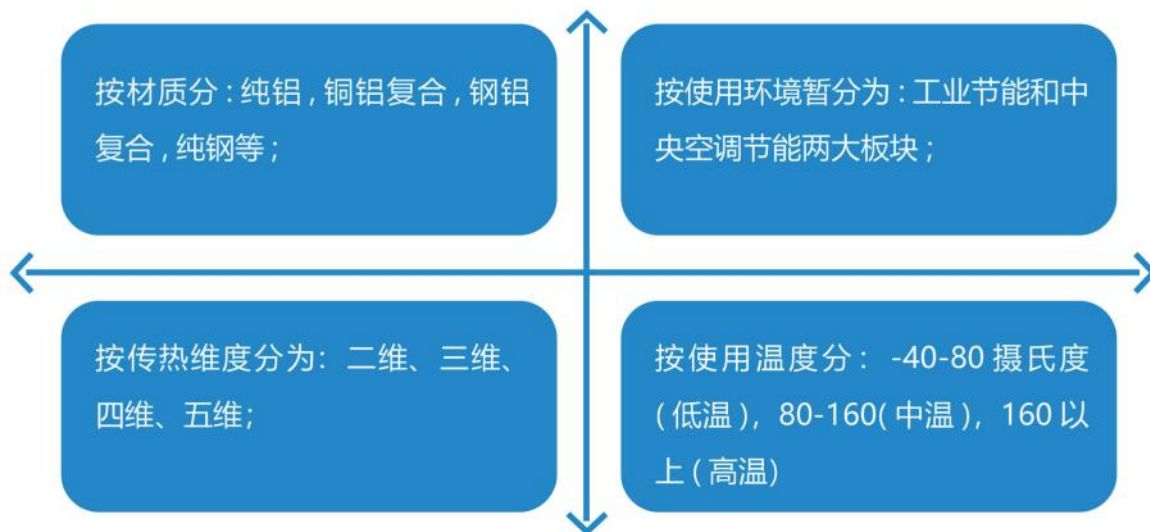 按材质分：纯铝，铜铝复合，钢铝
复合，纯钢等；
按使用环境暂分为：工业节能和中
央空调节能两大板块；
按传热维度分为：二维、三维、
四维、五维；
按使用温度分：-40-80 摄氏度
(低温)，80-160(中温)，160 以
上 (高温)